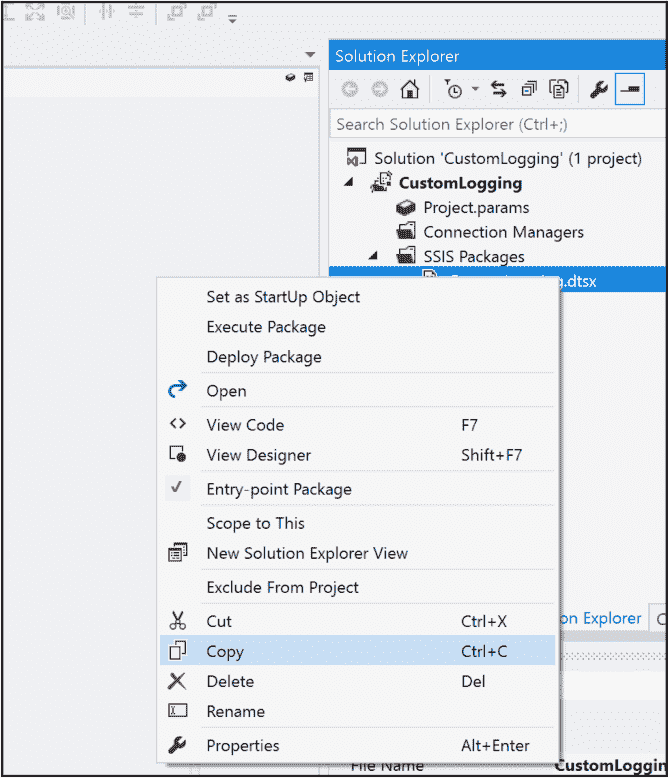 Solution Explorer
Search Solution Explorer (Ctrl+;)
Solution 'CustomLogging' (1 project)
CustomLogging
Project.params
Connection Managers
SSIS Packages
.dtsx
Set as StartUp Object
Execute Package
Deploy Package
Open
View Code F7
View Designer Shift+F7
Entry-point Package
Scope to This
New Solution Explorer View
Exclude From Project
Cut Ctrl+X
on Explorer
Copy Ctrl+C
Delete Del
Rename
Properties Alt+Enter
File Name CustomLoggin